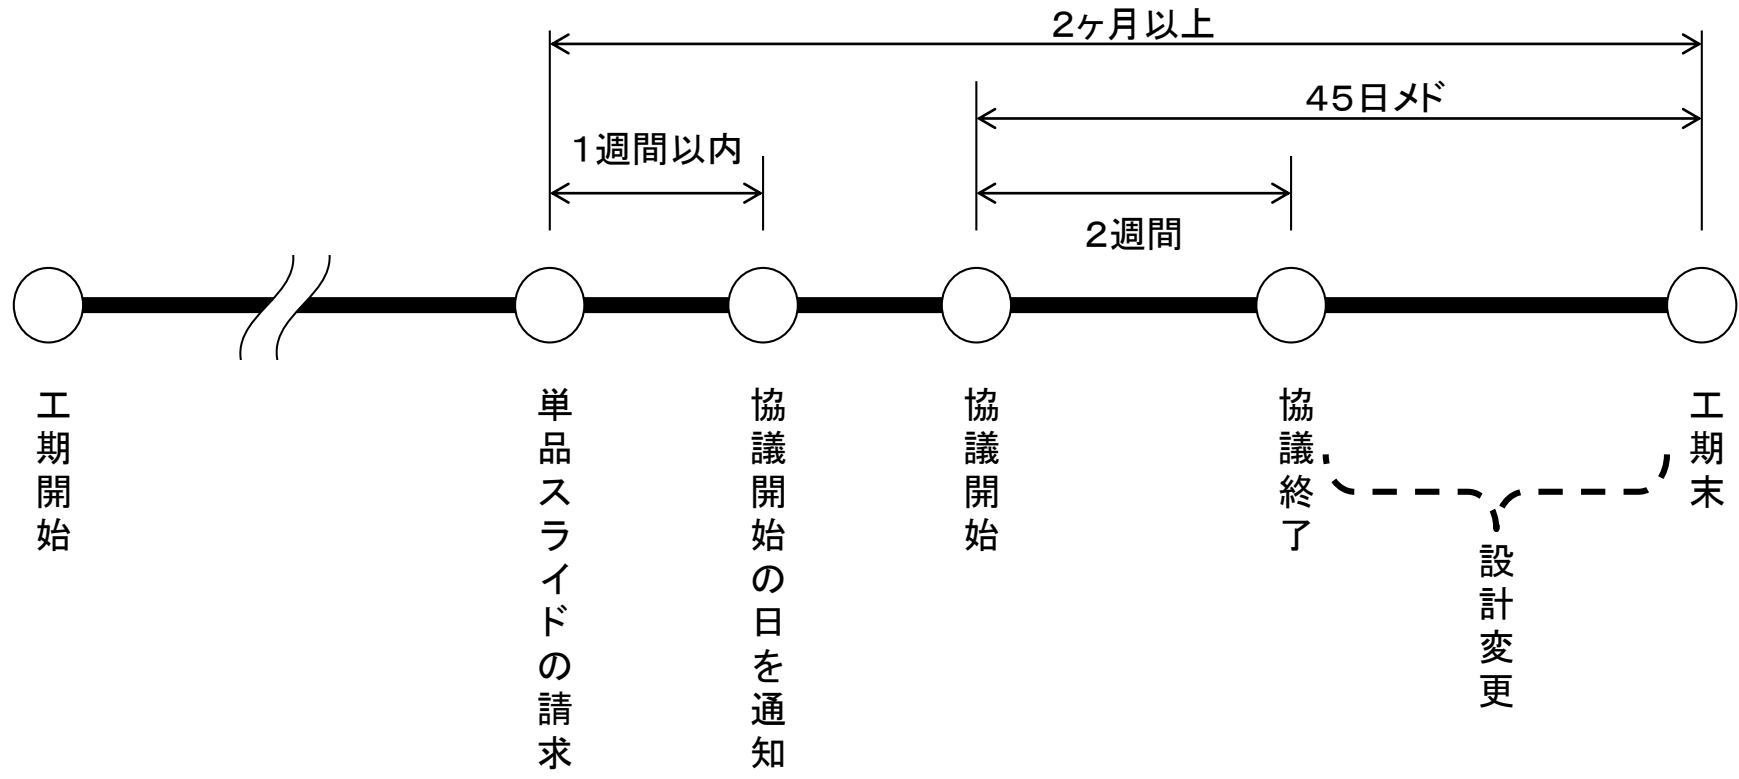 2ヶ月以上
45日メド
1週間以内
2週間
工期開始
単品スライドの請求
協議開始の日を通知
協議開始
協議終了
工期末
設計変更